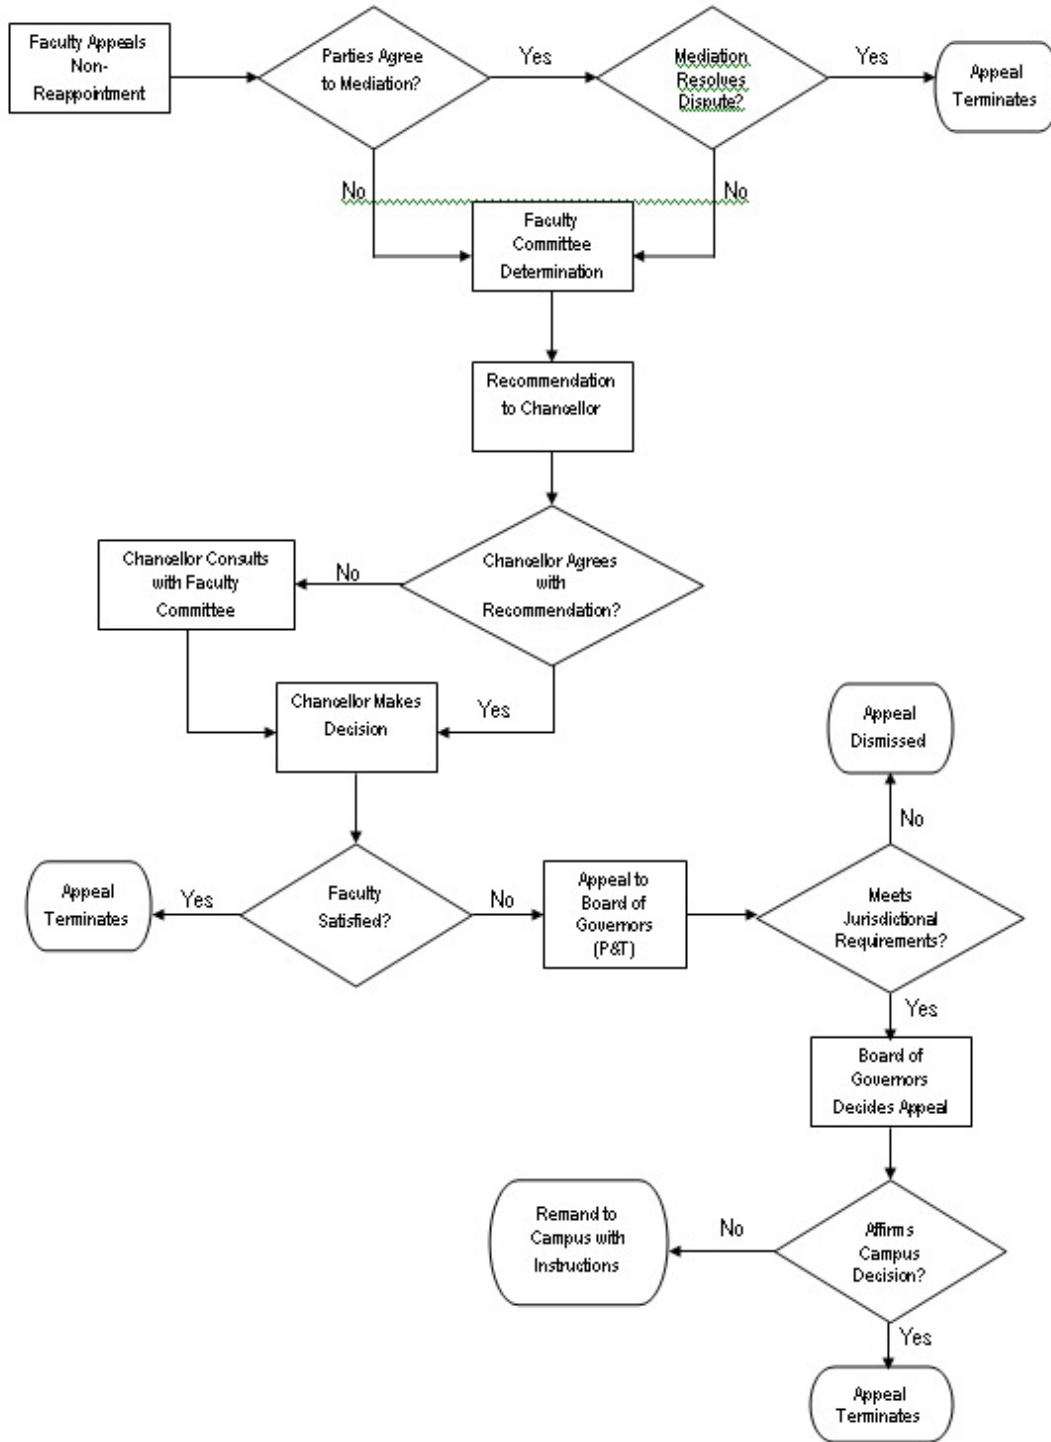 Faculty Appeals
Non-
Reappointment
Parties Agree
to Mediation?
Yes
Mediation
Resolves
Dispute?
Yes
Appeal
Terminates
No
No
Faculty
Committee
Determination
Recommendation
to Chancellor
Chancellor Agrees
with
Recommendation?
No
Chancellor Consults
with Faculty
Committee
Yes
Chancellor Makes
Decision
Faculty
Satisfied?
Yes
Appeal
Terminates
No
Appeal to
Board of
Governors
(P&T)
Meets
Jurisdictional
Requirements?
No
Appeal
Dismissed
Yes
Board of
Governors
Decides Appeal
Affirms
Campus
Decision?
No
Remand to
Campus with
Instructions
Yes
Appeal
Terminates